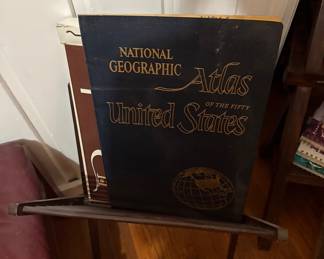 NATIONAL
GEOGRAPHIC
Atlas
OF THE FIFTY
United States